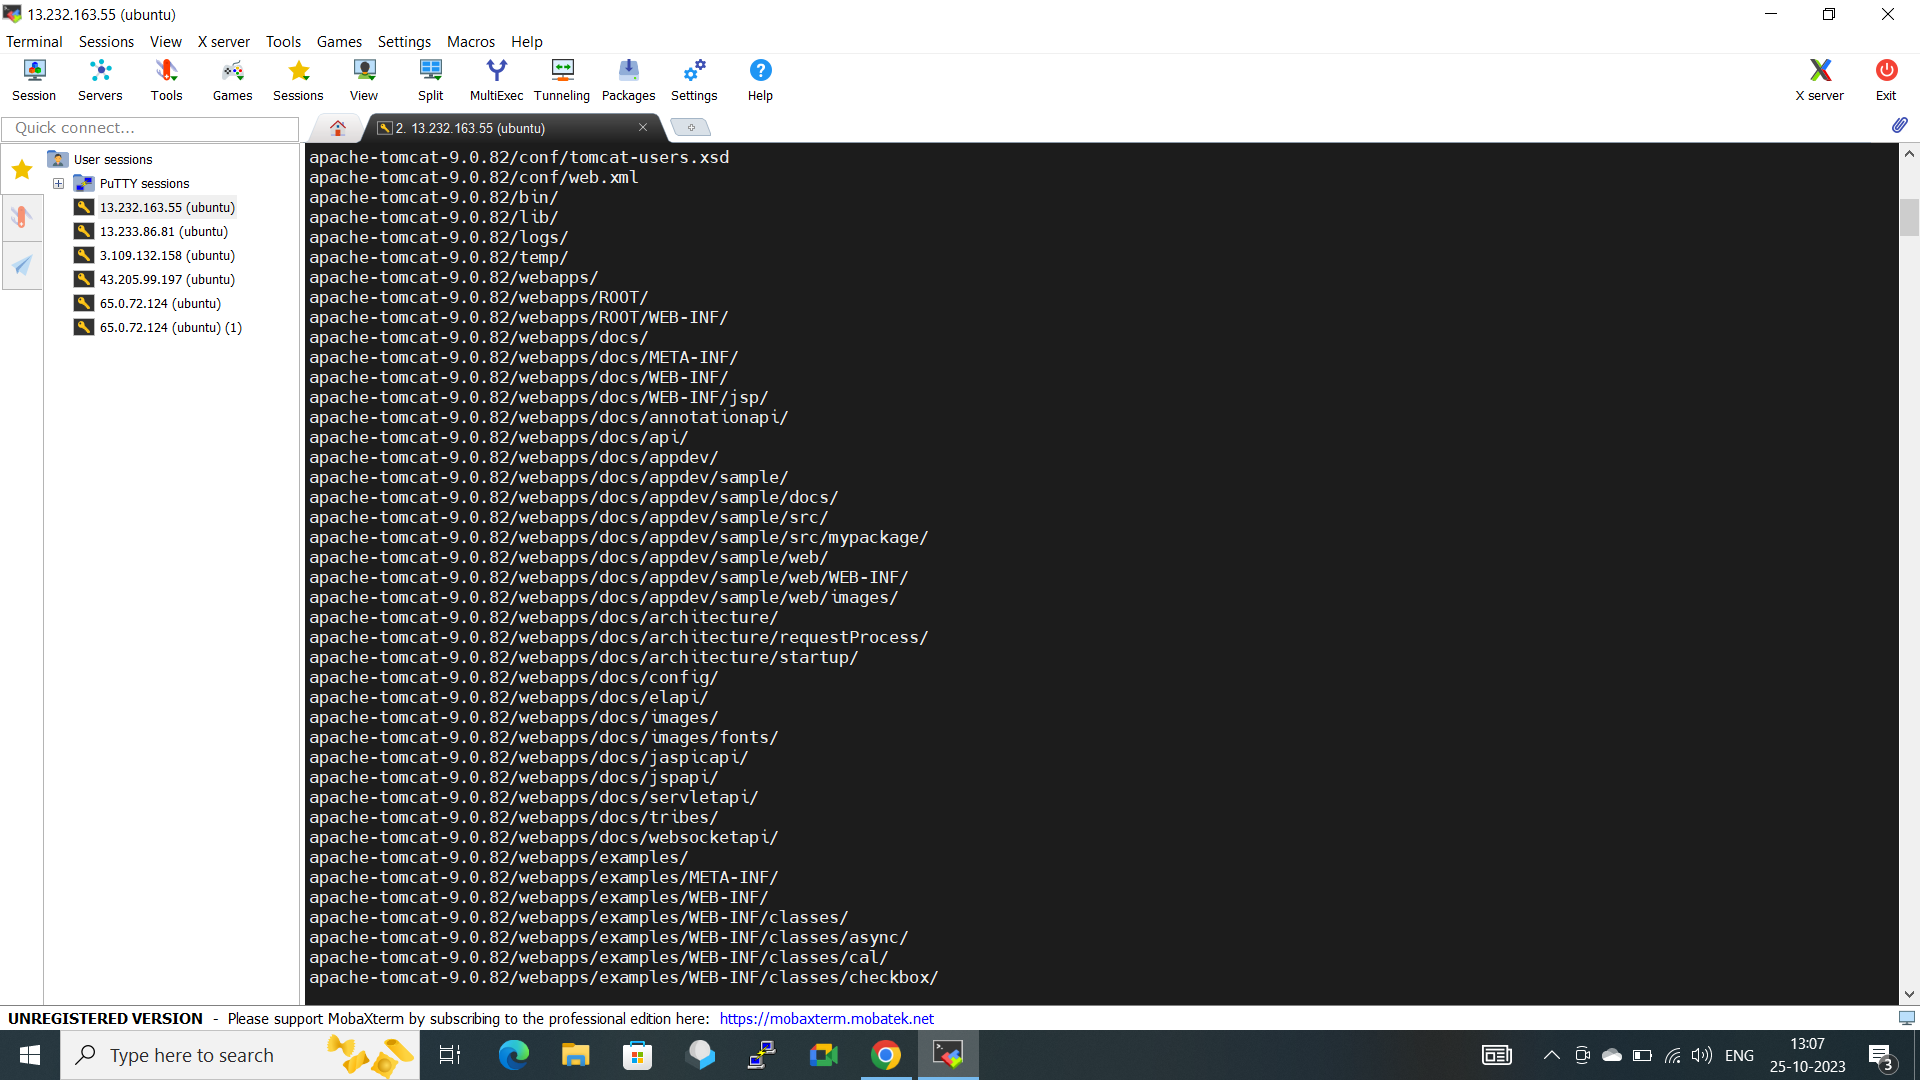 13.232.163.55 (ubuntu)
Terminal Sessions View X server Tools Games Settings Macros Help
Session Servers Tools Games Sessions View Split MultiExec Tunneling Packages Settings Help X server Exit
Quick connect...
2. 13.232.163.55 (ubuntu)
User sessions
PuTTY sessions
13.232.163.55 (ubuntu)
13.233.86.81 (ubuntu)
3.109.132.158 (ubuntu)
43.205.99.197 (ubuntu)
65.0.72.124 (ubuntu)
65.0.72.124 (ubuntu) (1)
apache-tomcat-9.0.82/conf/tomcat-users.xsd
apache-tomcat-9.0.82/conf/web.xml
apache-tomcat-9.0.82/bin/
apache-tomcat-9.0.82/lib/
apache-tomcat-9.0.82/logs/
apache-tomcat-9.0.82/temp/
apache-tomcat-9.0.82/webapps/
apache-tomcat-9.0.82/webapps/ROOT/
apache-tomcat-9.0.82/webapps/ROOT/WEB-INF/
apache-tomcat-9.0.82/webapps/docs/
apache-tomcat-9.0.82/webapps/docs/META-INF/
apache-tomcat-9.0.82/webapps/docs/WEB-INF/
apache-tomcat-9.0.82/webapps/docs/WEB-INF/jsp/
apache-tomcat-9.0.82/webapps/docs/annotationapi/
apache-tomcat-9.0.82/webapps/docs/api/
apache-tomcat-9.0.82/webapps/docs/appdev/
apache-tomcat-9.0.82/webapps/docs/appdev/sample/
apache-tomcat-9.0.82/webapps/docs/appdev/sample/docs/
apache-tomcat-9.0.82/webapps/docs/appdev/sample/src/
apache-tomcat-9.0.82/webapps/docs/appdev/sample/src/mypackage/
apache-tomcat-9.0.82/webapps/docs/appdev/sample/web/
apache-tomcat-9.0.82/webapps/docs/appdev/sample/web/WEB-INF/
apache-tomcat-9.0.82/webapps/docs/appdev/sample/web/images/
apache-tomcat-9.0.82/webapps/docs/architecture/
apache-tomcat-9.0.82/webapps/docs/architecture/requestProcess/
apache-tomcat-9.0.82/webapps/docs/architecture/startup/
apache-tomcat-9.0.82/webapps/docs/config/
apache-tomcat-9.0.82/webapps/docs/elapi/
apache-tomcat-9.0.82/webapps/docs/images/
apache-tomcat-9.0.82/webapps/docs/images/fonts/
apache-tomcat-9.0.82/webapps/docs/jaspicapi/
apache-tomcat-9.0.82/webapps/docs/jspapi/
apache-tomcat-9.0.82/webapps/docs/servletapi/
apache-tomcat-9.0.82/webapps/docs/tribes/
apache-tomcat-9.0.82/webapps/docs/websocketapi/
apache-tomcat-9.0.82/webapps/examples/
apache-tomcat-9.0.82/webapps/examples/META-INF/
apache-tomcat-9.0.82/webapps/examples/WEB-INF/
apache-tomcat-9.0.82/webapps/examples/WEB-INF/classes/
apache-tomcat-9.0.82/webapps/examples/WEB-INF/classes/async/
apache-tomcat-9.0.82/webapps/examples/WEB-INF/classes/cal/
apache-tomcat-9.0.82/webapps/examples/WEB-INF/classes/checkbox/
UNREGISTERED VERSION - Please support MobaXterm by subscribing to the professional edition here: https://mobaxterm.mobatek.net
Type here to search
ENG
13:07
25-10-2023
3